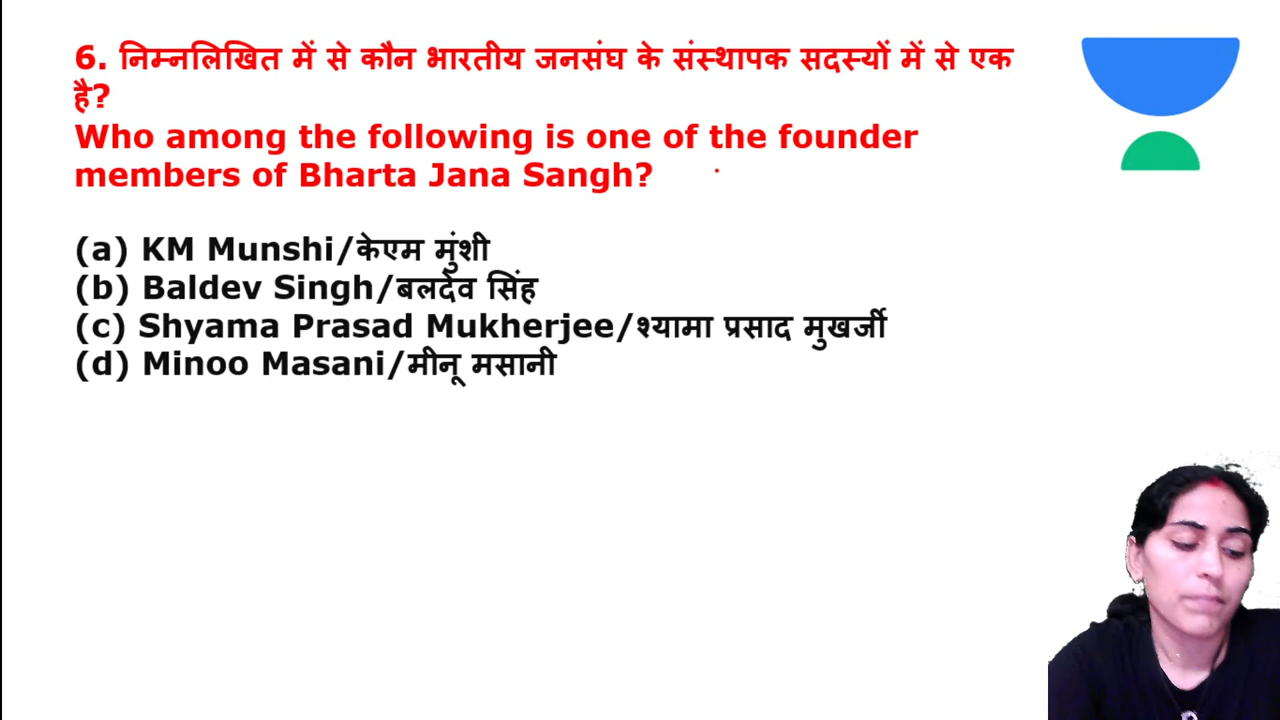 6. निम्नलिखित में से कौन भारतीय जनसंघ के संस्थापक सदस्यों में से एक
है?
Who among the following is one of the founder
members of Bharta Jana Sangh?
(a) KM Munshi/केएम मुंशी
(b) Baldev Singh/बलदेव सिंह
(c) Shyama Prasad Mukherjee/श्यामा प्रसाद मुखर्जी
(d) Minoo Masani/मीनू मसानी